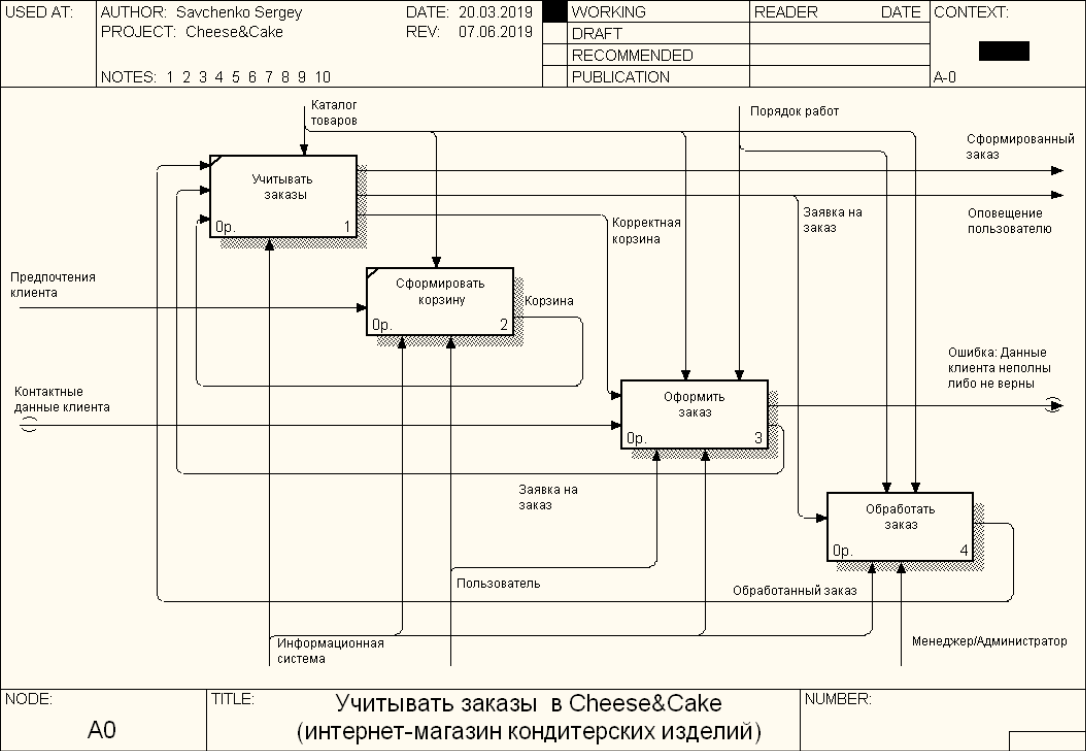 USED AT:
AUTHOR: Savchenko Sergey
DATE: 20.03.2019
PROJECT: Cheese&Cake
REV: 07.06.2019
NOTES: 1 2 3 4 5 6 7 8 9 10
WORKING
DRAFT
RECOMMENDED
PUBLICATION
READER
DATE
CONTEXT:
A-0
Каталог
товаров
Порядок работ
Сформированный
заказ
Учитывать
заказы
0р.
1
Заявка на
заказ
Оповещение
пользователю
Корректная
корзина
Предпочтения
клиента
Сформировать
корзину
0р.
2
Корзина
Ошибка: Данные
клиента неполны
либо не верны
Контактные
данные клиента
Оформить
заказ
0р.
3
Заявка на
заказ
Обработать
заказ
0р.
4
Пользователь
Обработанный заказ
Информационная
система
Менеджер/Администратор
NODE:
A0
TITLE:
Учитывать заказы в Cheese&Cake
(интернет-магазин кондитерских изделий)
NUMBER: